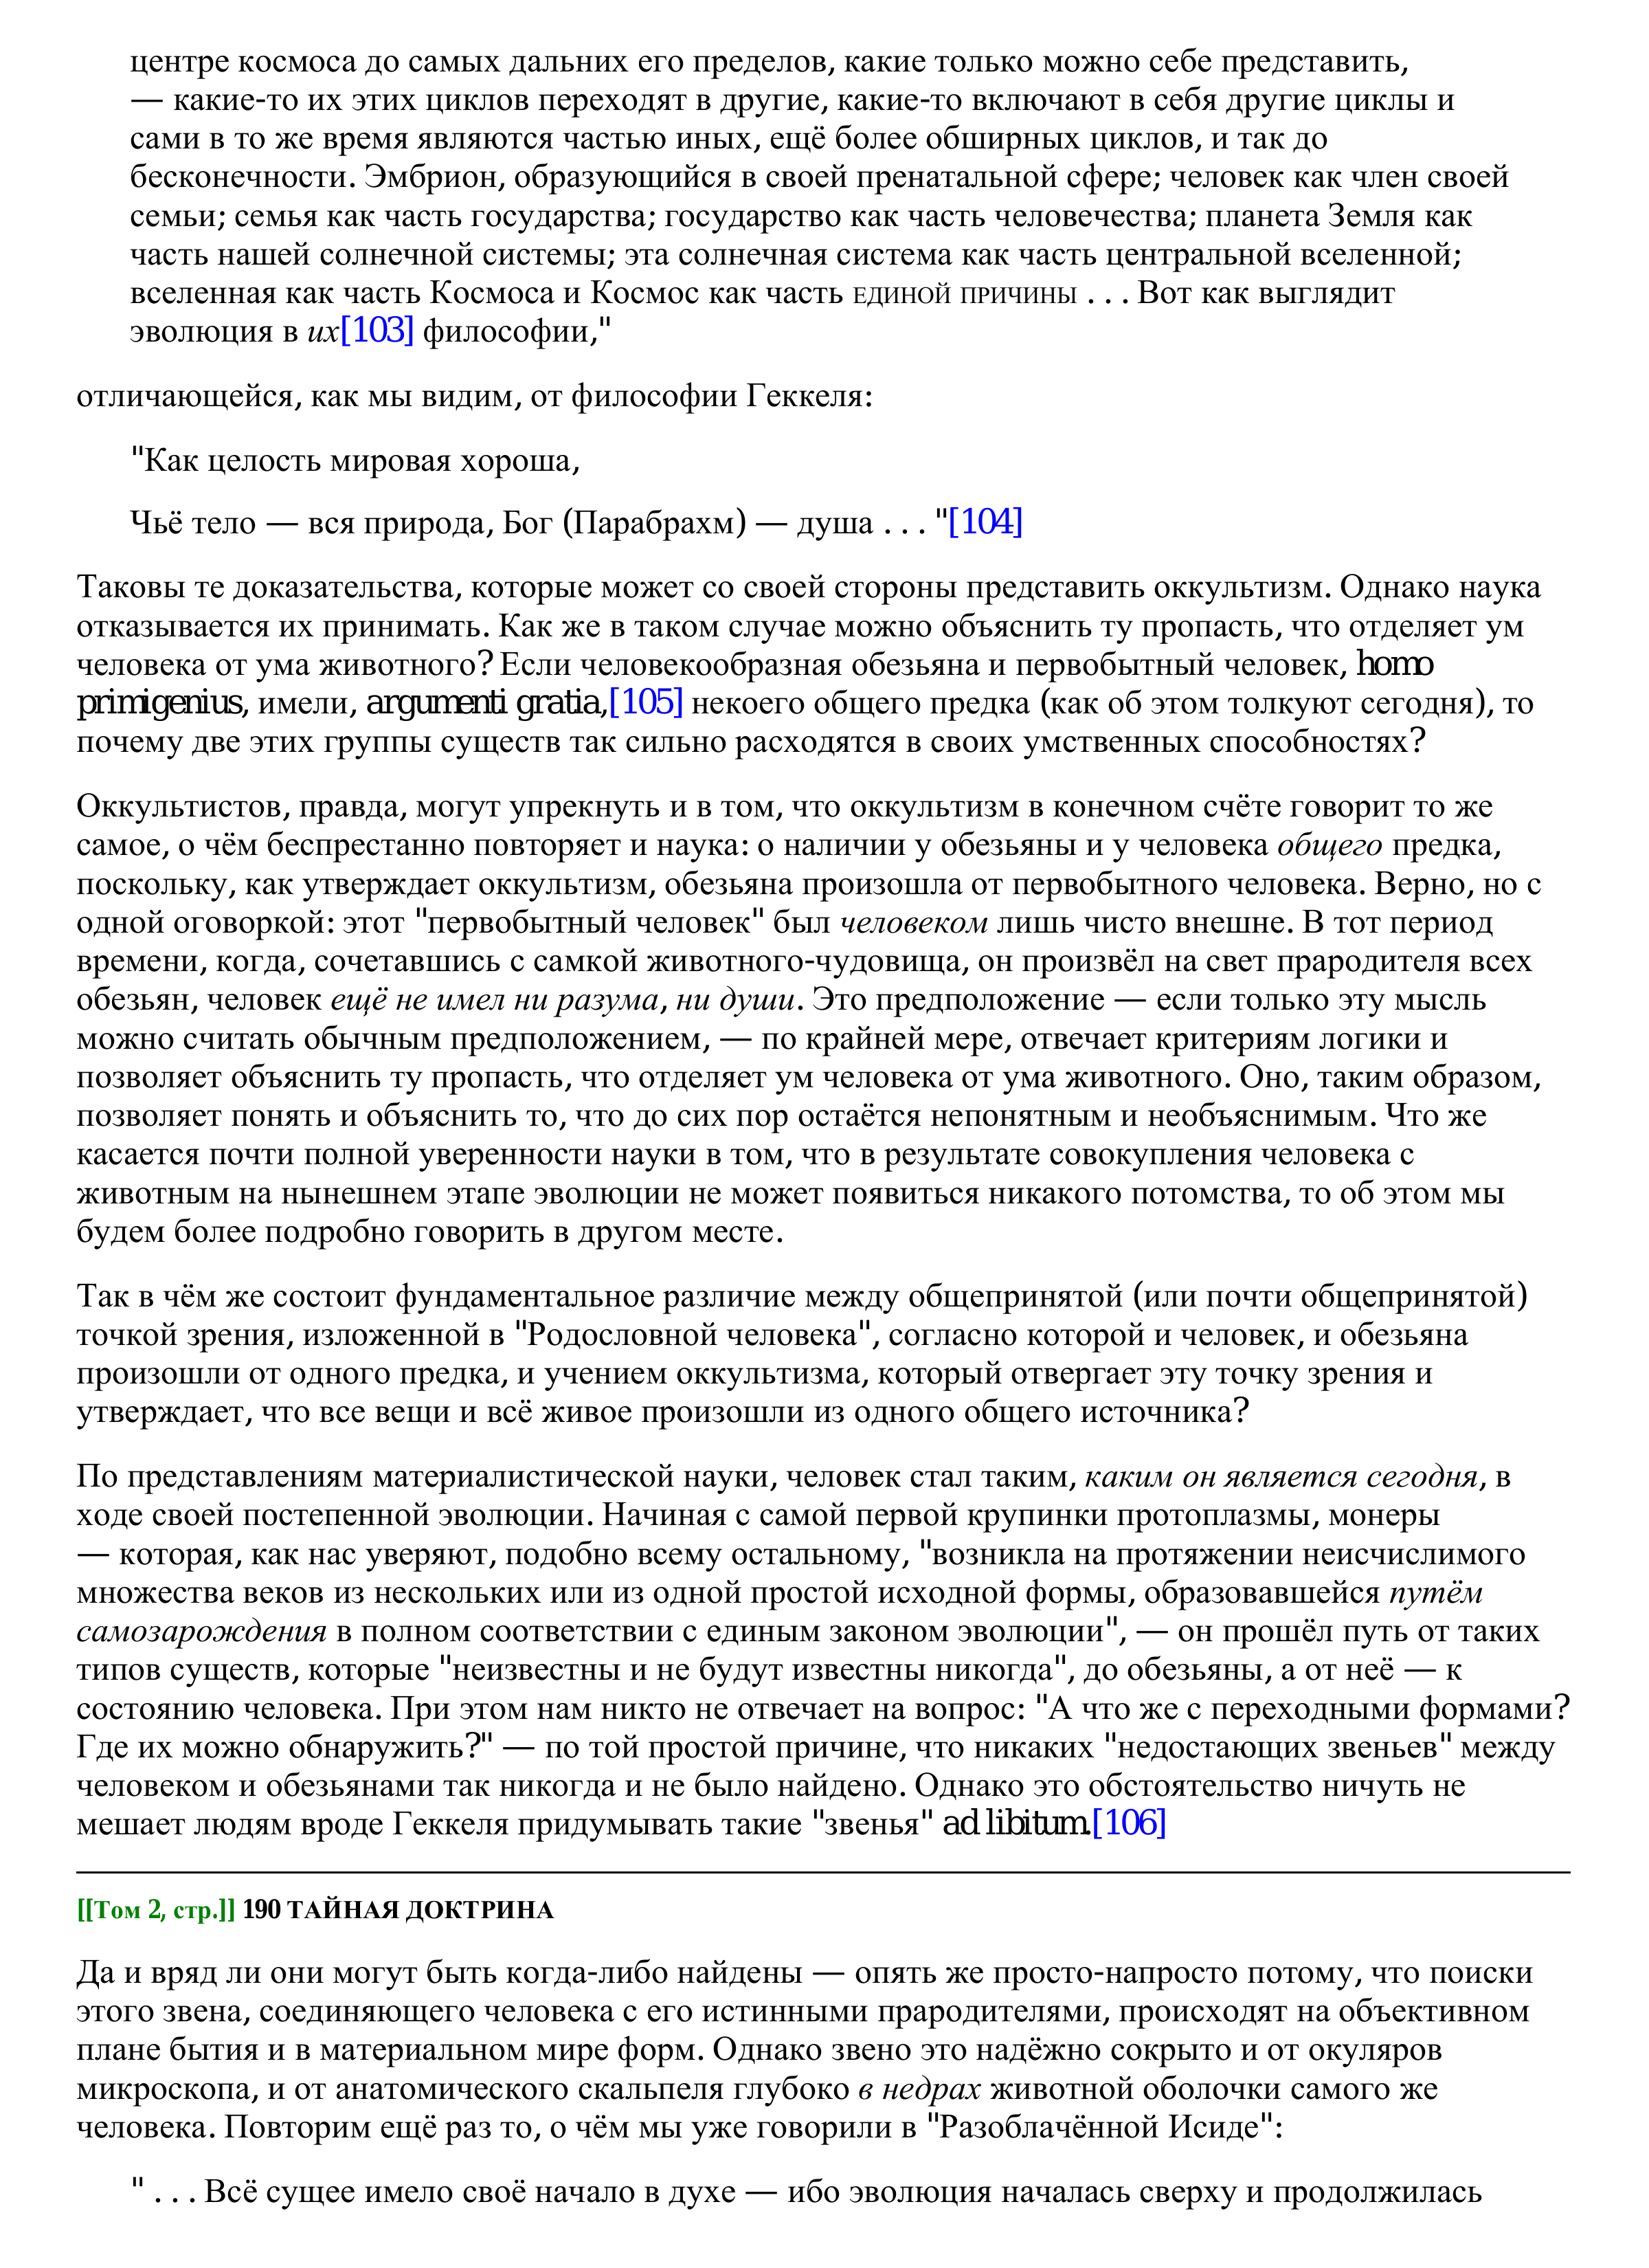 центре космоса до самых дальних его пределов, какие только можно себе представить,
— какие-то их этих циклов переходят в другие, какие-то включают в себя другие циклы и
сами в то же время являются частью иных, ещё более обширных циклов, и так до
бесконечности. Эмбрион, образующийся в своей пренатальной сфере; человек как член своей
семьи; семья как часть государства; государство как часть человечества; планета Земля как
часть нашей солнечной системы; эта солнечная система как часть центральной вселенной;
вселенная как часть Космоса и Космос как часть ЕДИНОЙ ПРИЧИНЫ . . . Вот как выглядит
эволюция в их[103] философии,"
отличающейся, как мы видим, от философии Геккеля:
"Как целость мировая хороша,
Чьё тело — вся природа, Бог (Парабрахм) — душа . . . "[104]
Таковы те доказательства, которые может со своей стороны представить оккультизм. Однако наука
отказывается их принимать. Как же в таком случае можно объяснить ту пропасть, что отделяет ум
человека от ума животного? Если человекообразная обезьяна и первобытный человек, homo
primigenius, имели, argumenti gratia,[105] некоего общего предка (как об этом толкуют сегодня), то
почему две этих группы существ так сильно расходятся в своих умственных способностях?
Оккультистов, правда, могут упрекнуть и в том, что оккультизм в конечном счёте говорит то же
самое, о чём беспрестанно повторяет и наука: о наличии у обезьяны и у человека общего предка,
поскольку, как утверждает оккультизм, обезьяна произошла от первобытного человека. Верно, но с
одной оговоркой: этот "первобытный человек" был человеком лишь чисто внешне. В тот период
времени, когда, сочетавшись с самкой животного-чудовища, он произвёл на свет прародителя всех
обезьян, человек ещё не имел ни разума, ни души. Это предположение — если только эту мысль
можно считать обычным предположением, — по крайней мере, отвечает критериям логики и
позволяет объяснить ту пропасть, что отделяет ум человека от ума животного. Оно, таким образом,
позволяет понять и объяснить то, что до сих пор остаётся непонятным и необъяснимым. Что же
касается почти полной уверенности науки в том, что в результате совокупления человека с
животным на нынешнем этапе эволюции не может появиться никакого потомства, то об этом мы
будем более подробно говорить в другом месте.
Так в чём же состоит фундаментальное различие между общепринятой (или почти общепринятой)
точкой зрения, изложенной в "Родословной человека", согласно которой и человек, и обезьяна
произошли от одного предка, и учением оккультизма, который отвергает эту точку зрения и
утверждает, что все вещи и всё живое произошли из одного общего источника?
По представлениям материалистической науки, человек стал таким, каким он является сегодня, в
ходе своей постепенной эволюции. Начиная с самой первой крупинки протоплазмы, монеры
— которая, как нас уверяют, подобно всему остальному, "возникла на протяжении неисчислимого
множества веков из нескольких или из одной простой исходной формы, образовавшейся путём
самозарождения в полном соответствии с единым законом эволюции", — он прошёл путь от таких
типов существ, которые "неизвестны и не будут известны никогда", до обезьяны, а от неё — к
состоянию человека. При этом нам никто не отвечает на вопрос: "А что же с переходными формами?
Где их можно обнаружить?" — по той простой причине, что никаких "недостающих звеньев" между
человеком и обезьянами так никогда и не было найдено. Однако это обстоятельство ничуть не
мешает людям вроде Геккеля придумывать такие "звенья" ad libitum.[106]
[[Том 2, стр.]] 190 ТАЙНАЯ ДОКТРИНА
Да и вряд ли они могут быть когда-либо найдены — опять же просто-напросто потому, что поиски
этого звена, соединяющего человека с его истинными прародителями, происходят на объективном
плане бытия и в материальном мире форм. Однако звено это надёжно сокрыто и от окуляров
микроскопа, и от анатомического скальпеля глубоко в недрах животной оболочки самого же
человека. Повторим ещё раз то, о чём мы уже говорили в "Разоблачённой Исиде":
" . . . Всё сущее имело своё начало в духе — ибо эволюция началась сверху и продолжилась